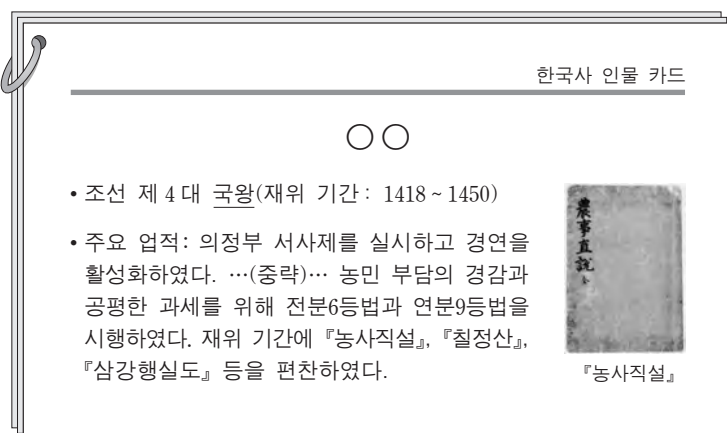 한국사 인물 카드
○○
• 조선 제 4 대 국왕(재위 기간 : 1418 ~ 1450)
• 주요 업적: 의정부 서사제를 실시하고 경연을
활성화하였다. …(중략)… 농민 부담의 경감과
공평한 과세를 위해 전분6등법과 연분9등법을
시행하였다. 재위 기간에 『농사직설』, 『칠정산』,
『삼강행실도』 등을 편찬하였다.
農事直說
『농사직설』